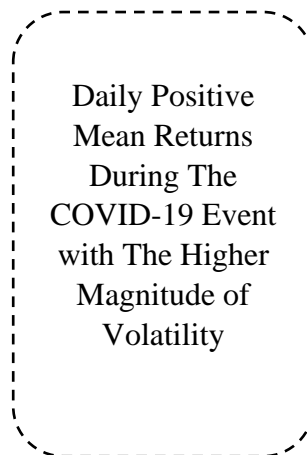 Daily Positive
Mean Returns
During The
COVID-19 Event
with The Higher
Magnitude of
Volatility